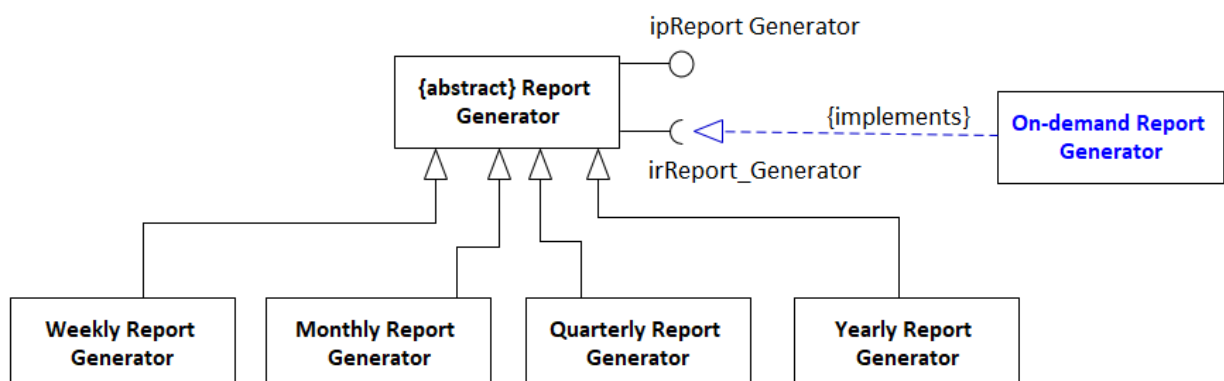 ipReport Generator
{abstract} Report
Generator
{implements}
On-demand Report
Generator
irReport_Generator
Weekly Report
Generator
Monthly Report
Generator
Quarterly Report
Generator
Yearly Report
Generator